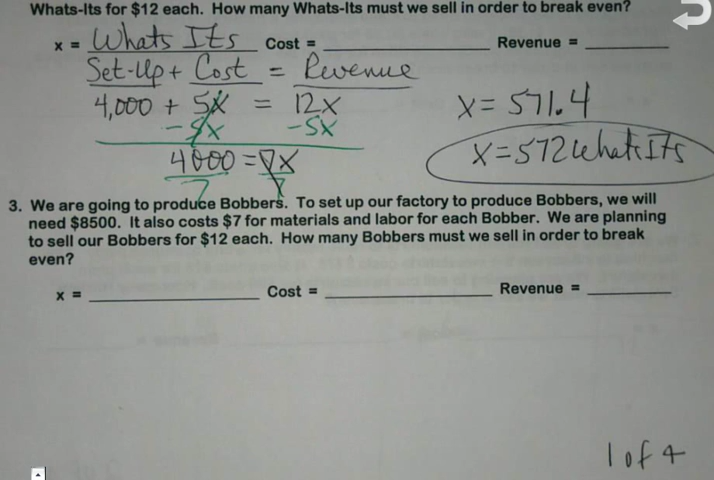 Whats-Its for $12 each. How many Whats-Its must we sell in order to break even?
x = Whats Its Cost = ____ Revenue = ____
Set-Up + Cost = Revenue
4,000 + 5x = 12x
-5x -5x
4000 = 7x
7 7
x = 571.4
x = 572 Whats Its
3. We are going to produce Bobbers. To set up our factory to produce Bobbers, we will
need $8500. It also costs $7 for materials and labor for each Bobber. We are planning
to sell our Bobbers for $12 each. How many Bobbers must we sell in order to break
even?
x = ____ Cost = ____ Revenue = ____
1 of 4